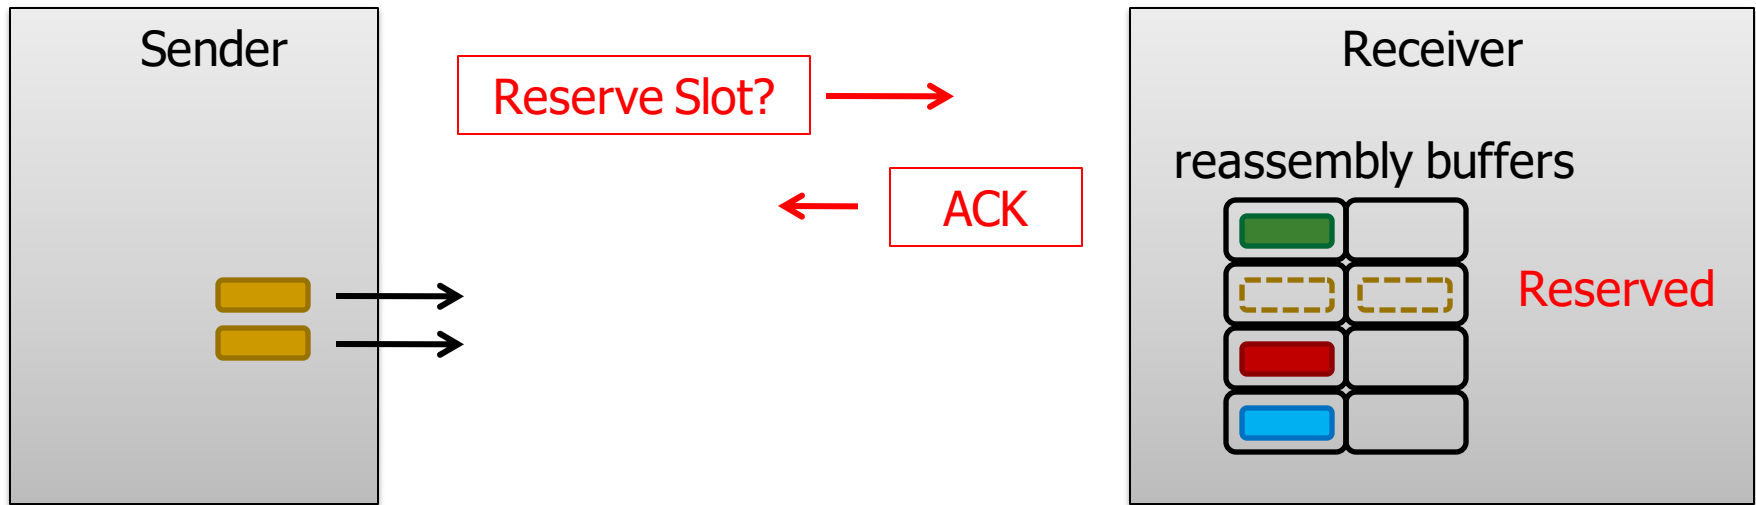 Sender
Reserve Slot?
ACK
Receiver
reassembly buffers
Reserved